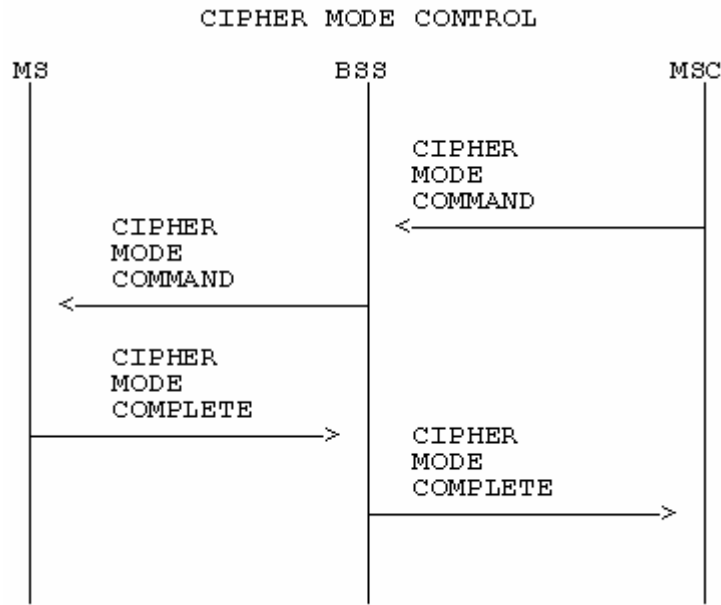 CIPHER MODE CONTROL
MS BSS MSC
CIPHER
MODE
COMMAND
CIPHER
MODE
COMMAND
CIPHER
MODE
COMPLETE
CIPHER
MODE
COMPLETE